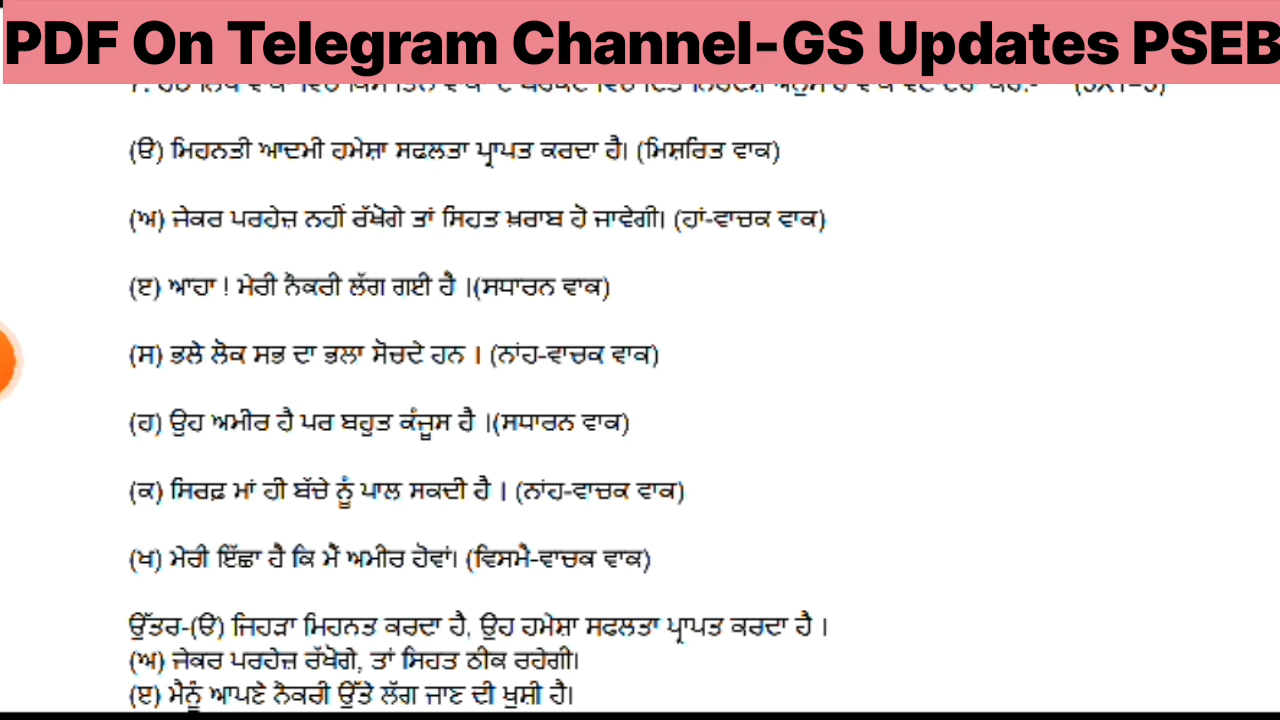 PDF On Telegram Channel-GS Updates PSEB
(ੳ) ਮਿਹਨਤੀ ਆਦਮੀ ਹਮੇਸ਼ਾ ਸਫਲਤਾ ਪ੍ਰਾਪਤ ਕਰਦਾ ਹੈ। (ਮਿਸ਼ਰਿਤ ਵਾਕ)
(ਅ) ਜੇਕਰ ਪਰਹੇਜ਼ ਨਹੀਂ ਰੱਖੋਗੇ ਤਾਂ ਸਿਹਤ ਖ਼ਰਾਬ ਹੋ ਜਾਵੇਗੀ। (ਹਾਂ-ਵਾਚਕ ਵਾਕ)
(ੲ) ਆਹਾ ! ਮੇਰੀ ਨੌਕਰੀ ਲੱਗ ਗਈ ਹੈ ।(ਸਧਾਰਨ ਵਾਕ)
(ਸ) ਭਲੇ ਲੋਕ ਸਭ ਦਾ ਭਲਾ ਸੋਚਦੇ ਹਨ । (ਨਾਂਹ-ਵਾਚਕ ਵਾਕ)
(ਹ) ਉਹ ਅਮੀਰ ਹੈ ਪਰ ਬਹੁਤ ਕੰਜੂਸ ਹੈ ।(ਸਧਾਰਨ ਵਾਕ)
(ਕ) ਸਿਰਫ਼ ਮਾਂ ਹੀ ਬੱਚੇ ਨੂੰ ਪਾਲ ਸਕਦੀ ਹੈ । (ਨਾਂਹ-ਵਾਚਕ ਵਾਕ)
(ਖ) ਮੇਰੀ ਇੱਛਾ ਹੈ ਕਿ ਮੈਂ ਅਮੀਰ ਹੋਵਾਂ। (ਵਿਸਮੈ-ਵਾਚਕ ਵਾਕ)
ਉੱਤਰ-(ੳ) ਜਿਹੜਾ ਮਿਹਨਤ ਕਰਦਾ ਹੈ, ਉਹ ਹਮੇਸ਼ਾ ਸਫਲਤਾ ਪ੍ਰਾਪਤ ਕਰਦਾ ਹੈ ।
(ਅ) ਜੇਕਰ ਪਰਹੇਜ਼ ਰੱਖੋਗੇ, ਤਾਂ ਸਿਹਤ ਠੀਕ ਰਹੇਗੀ।
(ੲ) ਮੈਨੂੰ ਆਪਣੇ ਨੌਕਰੀ ਉੱਤੇ ਲੱਗ ਜਾਣ ਦੀ ਖੁਸ਼ੀ ਹੈ।